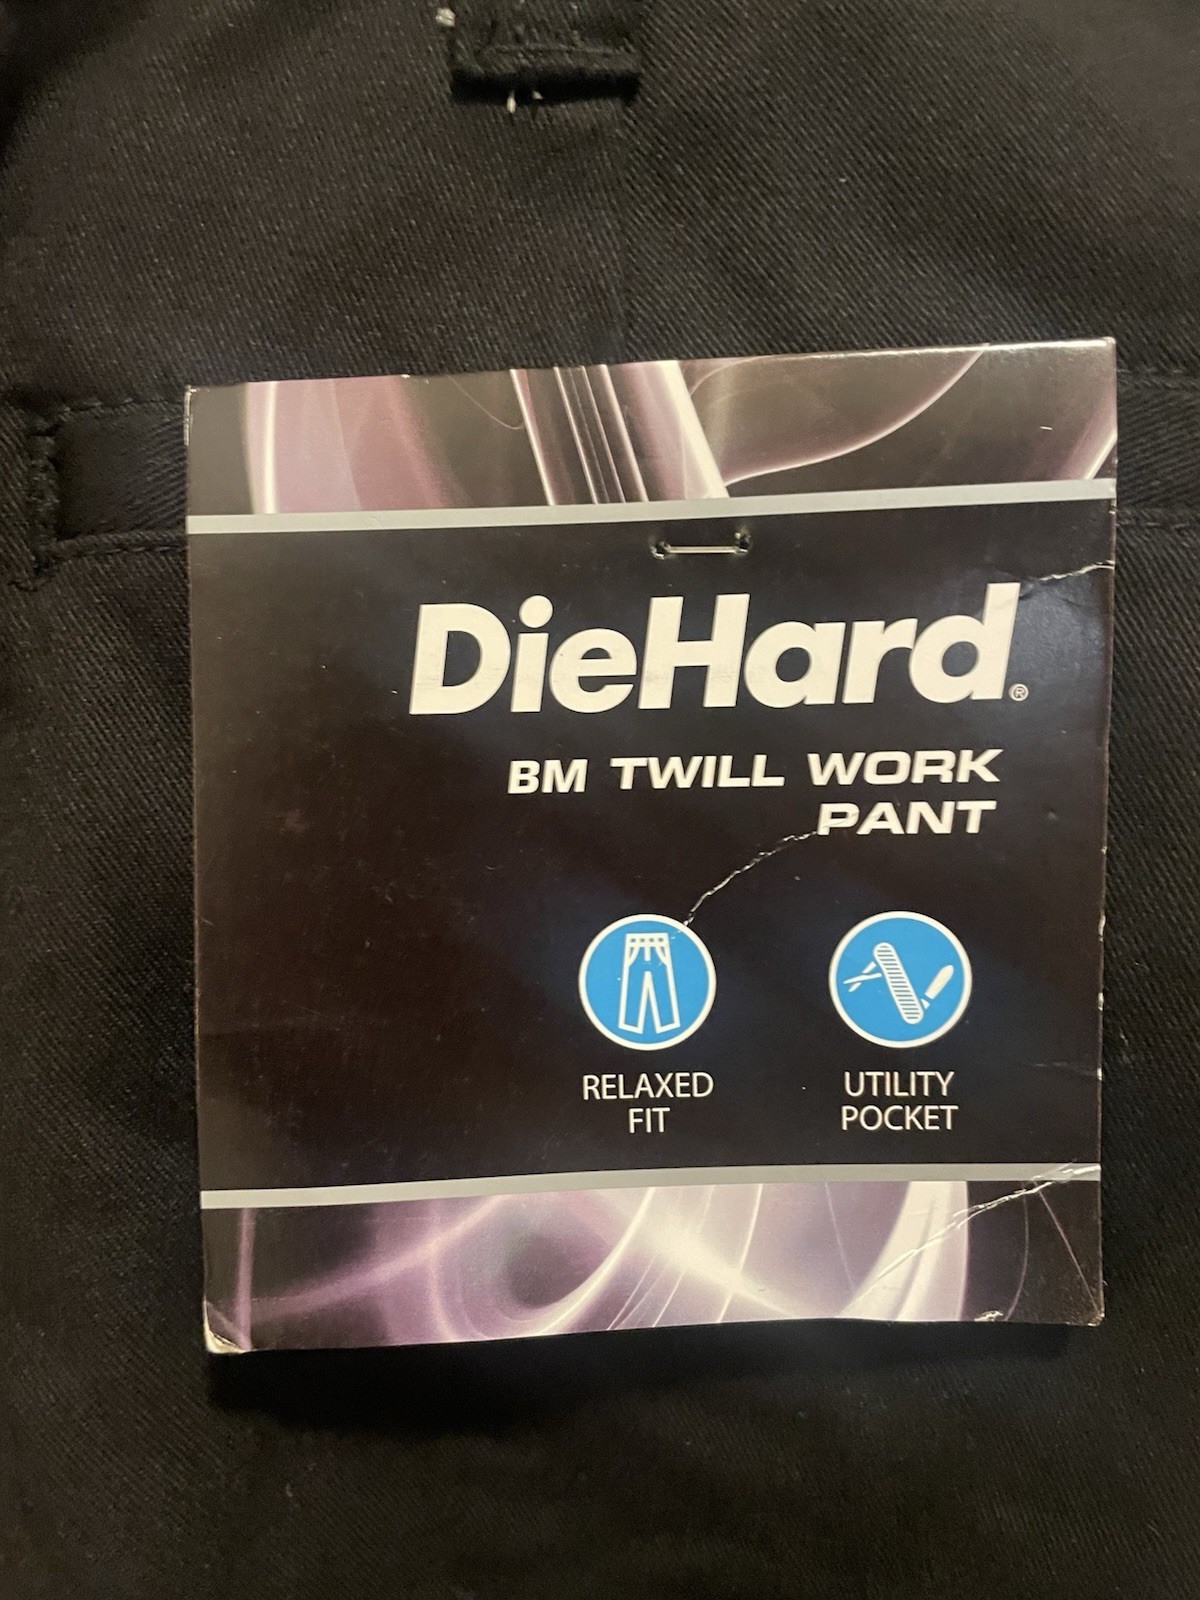 DieHard®
BM TWILL WORK
PANT
RELAXED
FIT
UTILITY
POCKET